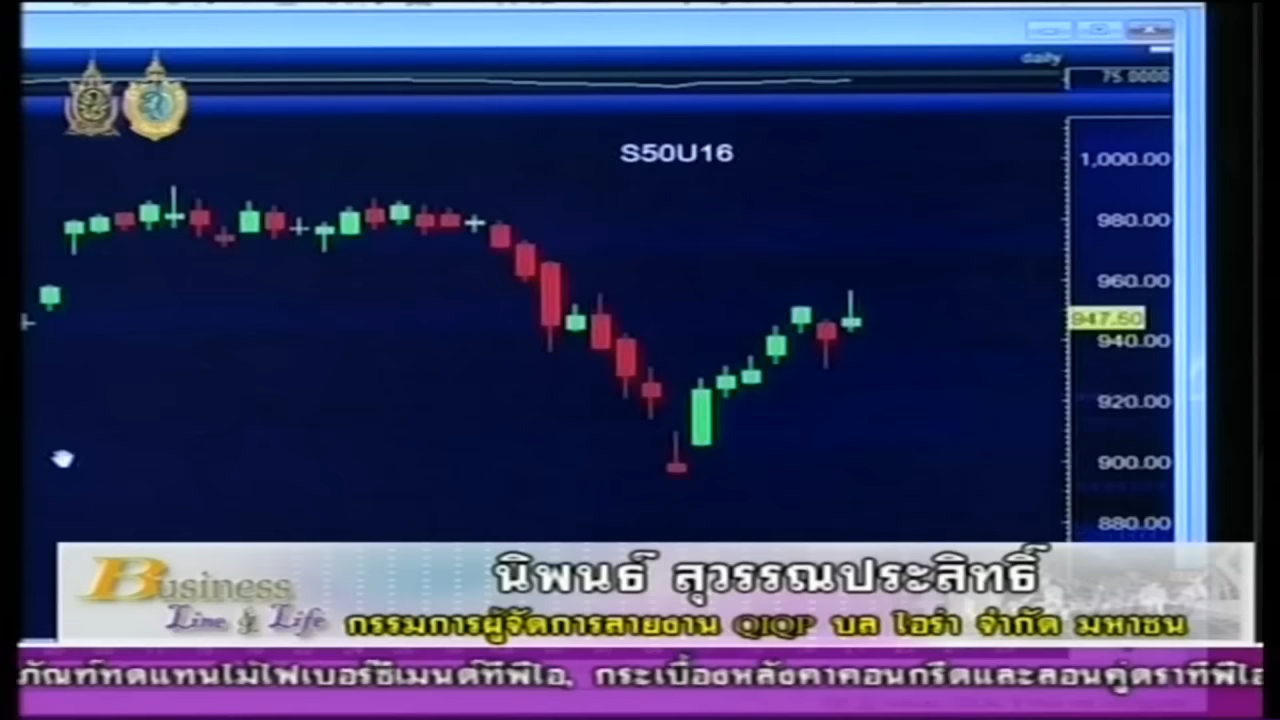 daily
75.0000
S50U16
1,000.00
980.00
960.00
947.50
940.00
920.00
900.00
880.00
Business
Line & Life
นิพนธ์ สุวรรณประสิทธิ์
กรรมการผู้จัดการสายงาน QIQP บล ไอร่า จำกัด มหาชน
ภัณฑ์ทดแทนไม้ไฟเบอร์ซีเมนต์ทีพีไอ, กระเบื้องหลังคาคอนกรีตและลอนคู่ตราทีพีไอ